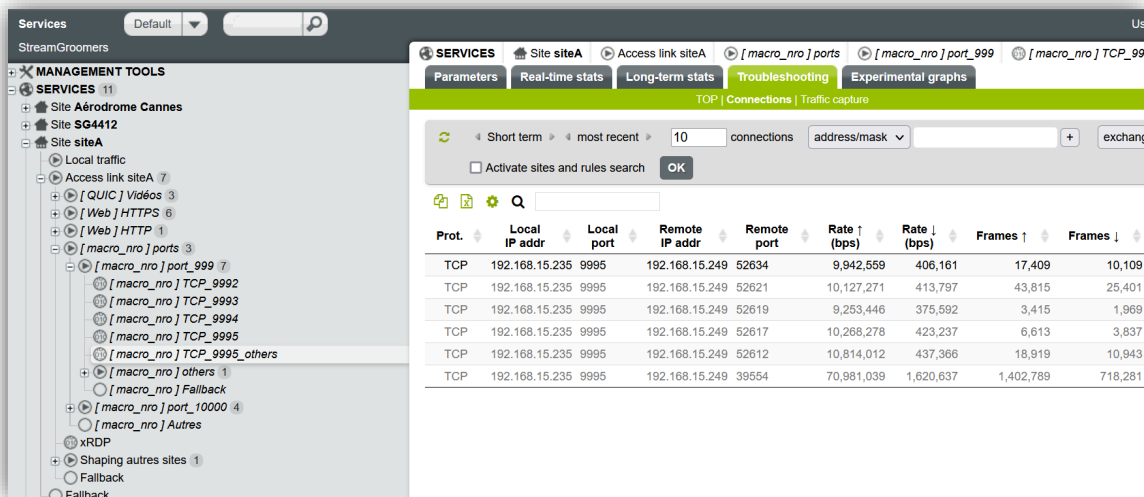 Services Default Us
StreamGroomers
SERVICES Site siteA Access link siteA [ macro_nro ] ports [ macro_nro ] port_999 [ macro_nro ] TCP_99
Parameters Real-time stats Long-term stats Troubleshooting Experimental graphs
TOP | Connections | Traffic capture
MANAGEMENT TOOLS
SERVICES 11
Site Aérodrome Cannes
Site SG4412
Site siteA
Local traffic
Access link siteA 7
[ QUIC ] Vidéos 3
[ Web ] HTTPS 6
[ Web ] HTTP 1
[ macro_nro ] ports 3
[ macro_nro ] port_999 7
[ macro_nro ] TCP_9992
[ macro_nro ] TCP_9993
[ macro_nro ] TCP_9994
[ macro_nro ] TCP_9995
[ macro_nro ] TCP_9995_others
[ macro_nro ] others 1
[ macro_nro ] Fallback
[ macro_nro ] port_10000 4
[ macro_nro ] Autres
xRDP
Shaping autres sites 1
Fallback
Fallback
Short term most recent 10 connections address/mask + exchang
Activate sites and rules search OK
Prot. Local IP addr Local port Remote IP addr Remote port Rate ↑ (bps) Rate ↓ (bps) Frames ↑ Frames ↓
TCP 192.168.15.235 9995 192.168.15.249 52634 9,942,559 406,161 17,409 10,109
TCP 192.168.15.235 9995 192.168.15.249 52621 10,127,271 413,797 43,815 25,401
TCP 192.168.15.235 9995 192.168.15.249 52619 9,253,446 375,592 3,415 1,969
TCP 192.168.15.235 9995 192.168.15.249 52617 10,268,278 423,237 6,613 3,837
TCP 192.168.15.235 9995 192.168.15.249 52612 10,814,012 437,366 18,919 10,943
TCP 192.168.15.235 9995 192.168.15.249 39554 70,981,039 1,620,637 1,402,789 718,281